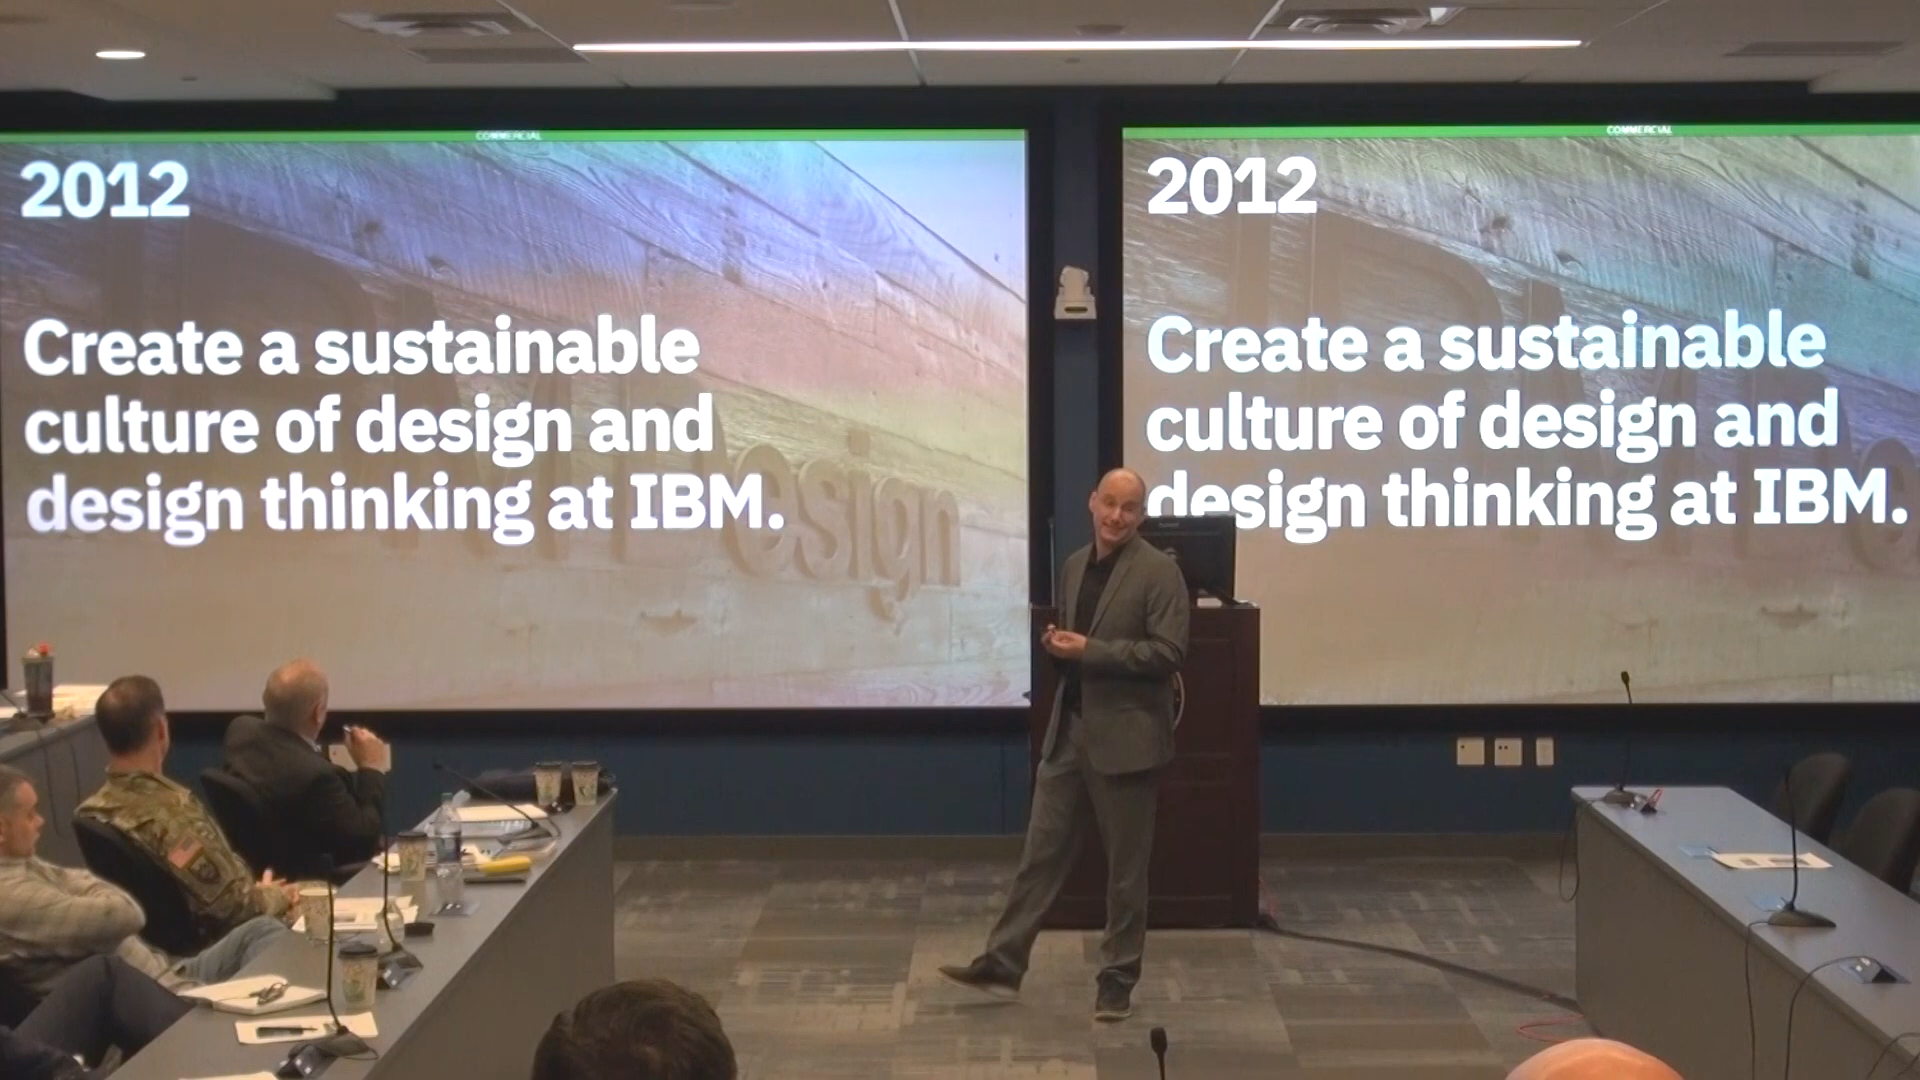 COMMERCIAL
2012
Create a sustainable
culture of design and
design thinking at IBM.
Design
COMMERCIAL
2012
Create a sustainable
culture of design and
design thinking at IBM.